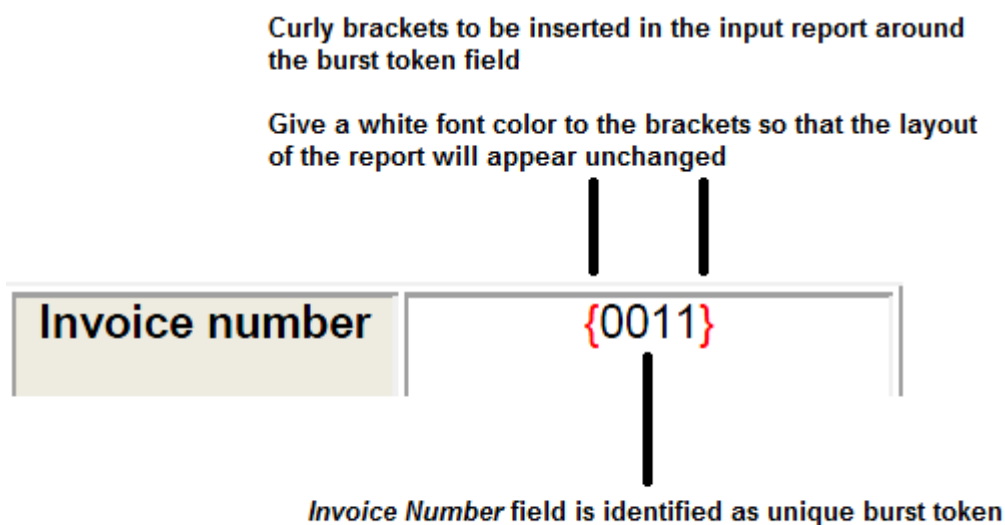 Curly brackets to be inserted in the input report around
the burst token field
Give a white font color to the brackets so that the layout
of the report will appear unchanged
Invoice number {0011}
Invoice Number field is identified as unique burst token